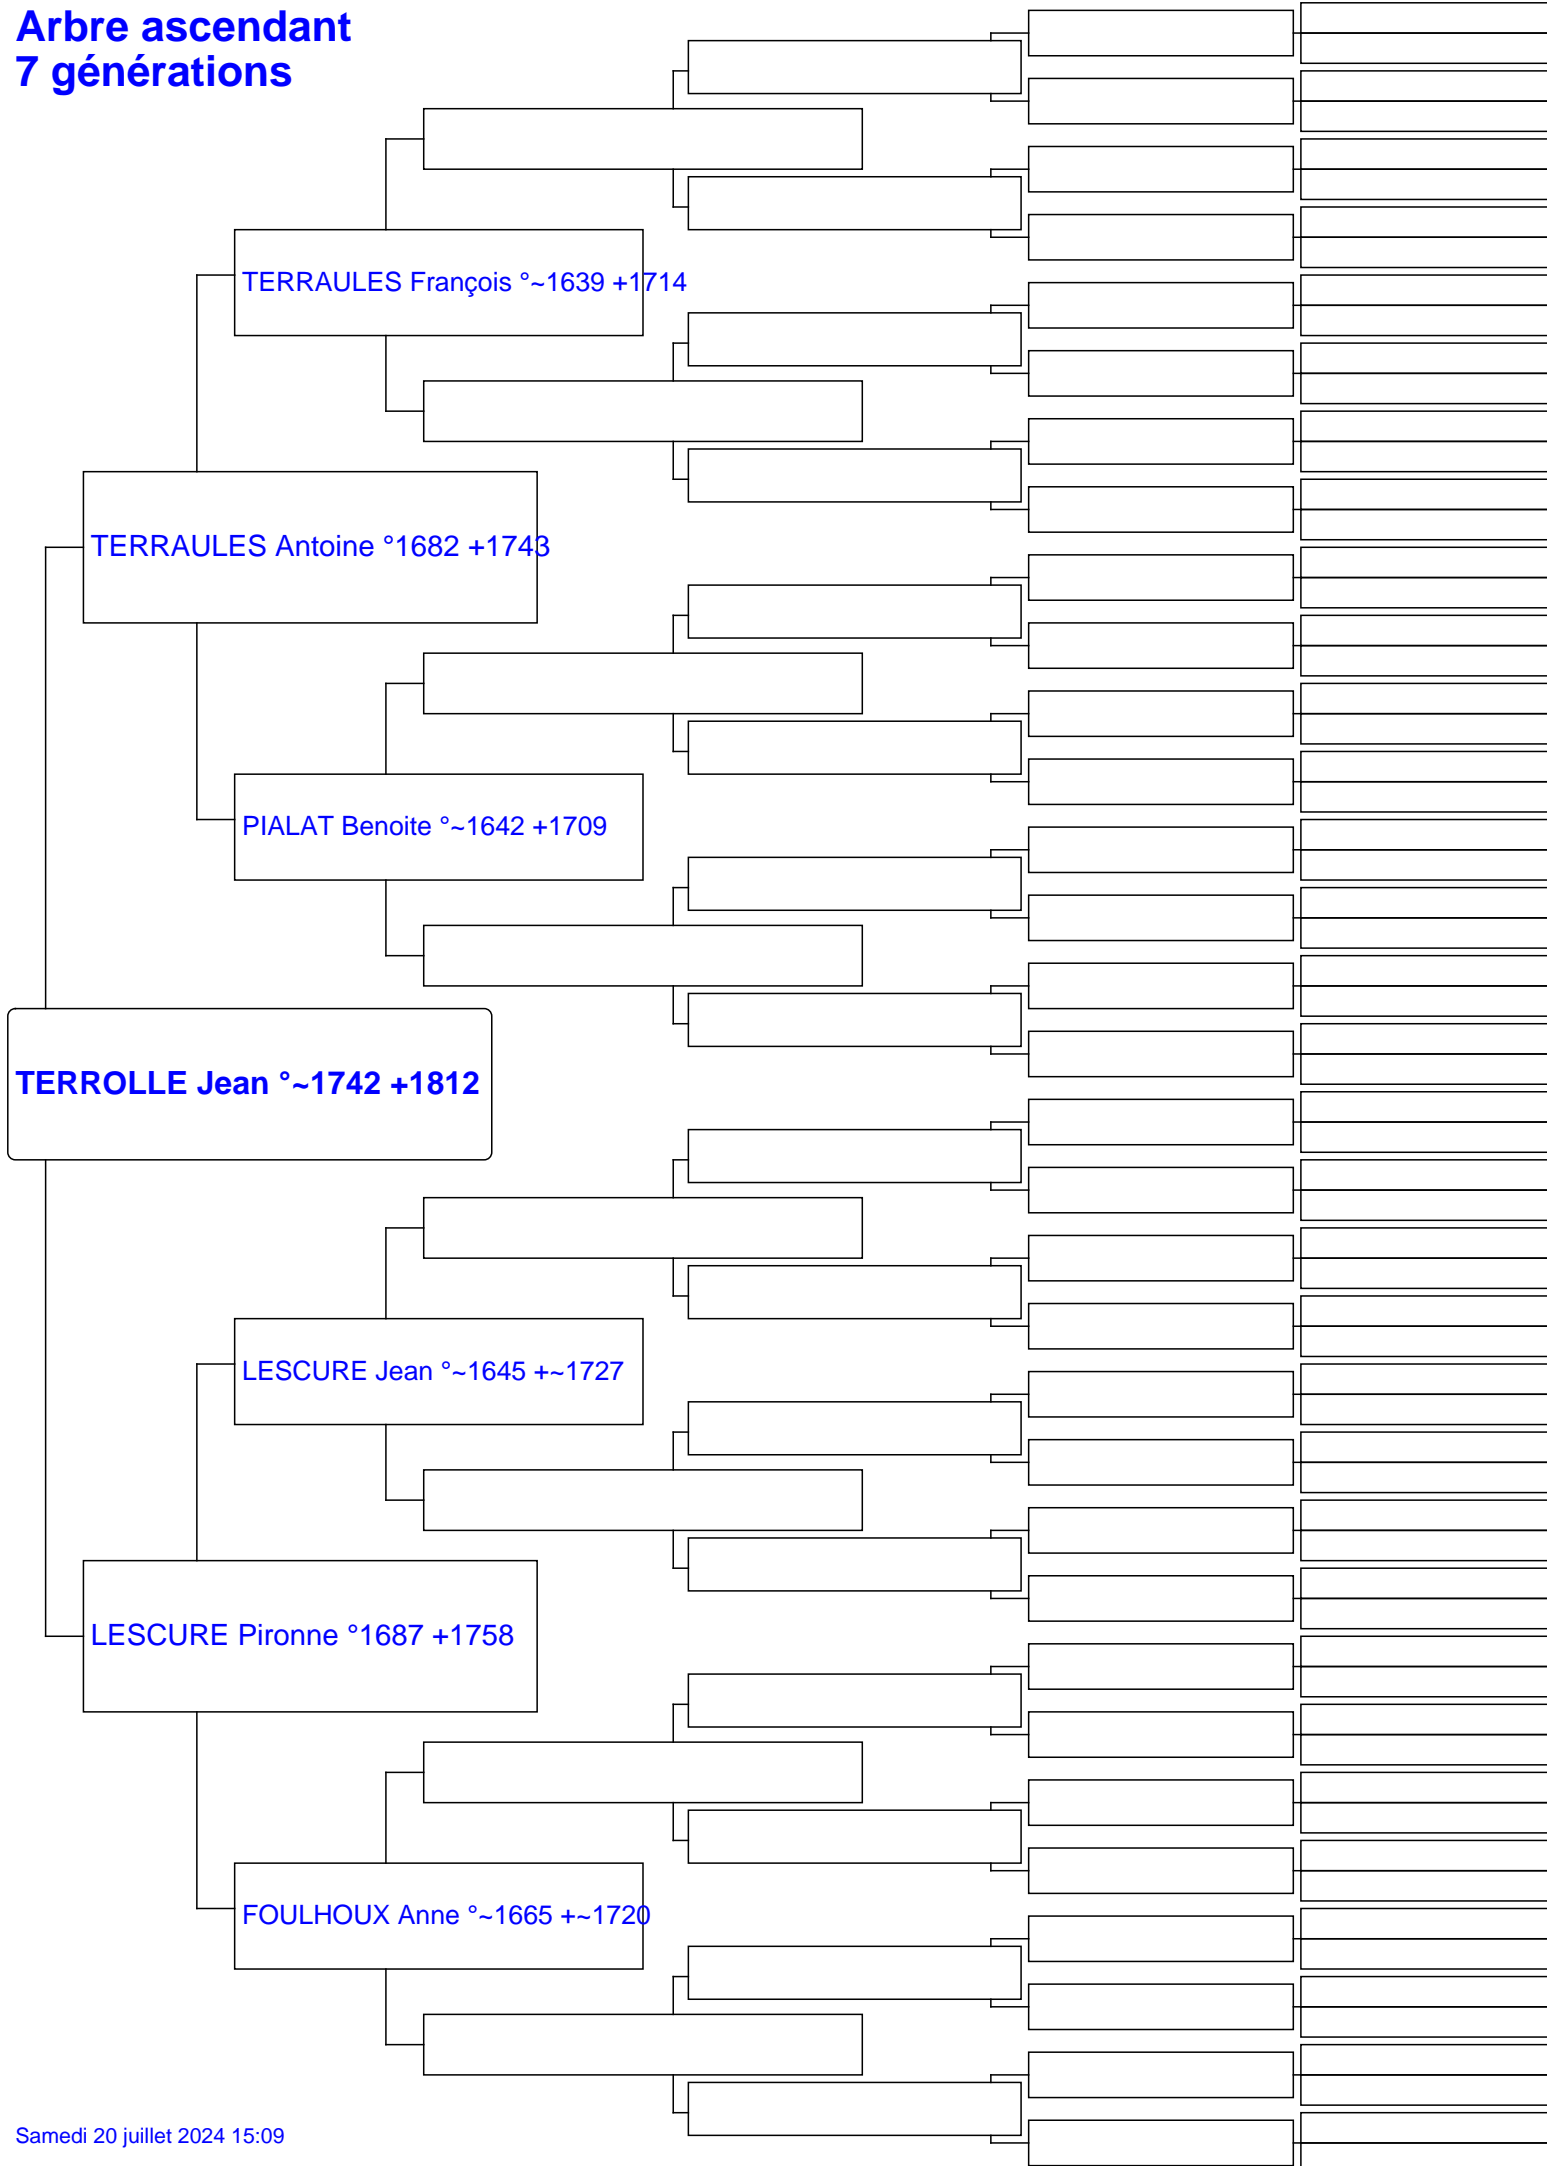 Arbre ascendant
7 générations
TERRAULES François °~1639 +1714
TERRAULES Antoine °1682 +1743
PIALAT Benoite °~1642 +1709
TERROLLE Jean °~1742 +1812
LESCURE Jean °~1645 +~1727
LESCURE Pironne °1687 +1758
FOULHOUX Anne °~1665 +~1720
Samedi 20 juillet 2024 15:09